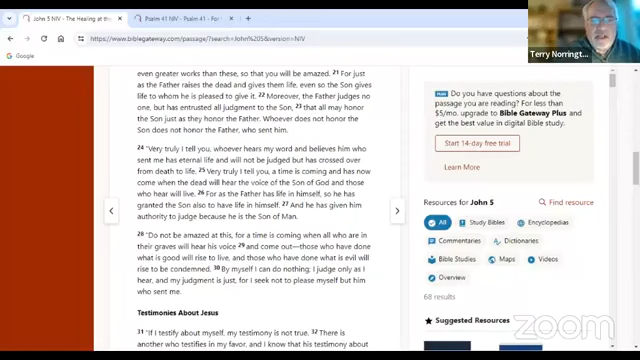 John 5 NIV - The Healing at the
Psalm 41 NIV - Psalm 41 - For
https://www.biblegateway.com/passage/?search=John%205&version=NIV
Google
even greater works than these, so that you will be amazed. 21 For just
as the Father raises the dead and gives them life, even so the Son gives
life to whom he is pleased to give it. 22 Moreover, the Father judges no
one, but has entrusted all judgment to the Son, 23 that all may honor
the Son just as they honor the Father. Whoever does not honor the
Son does not honor the Father, who sent him.
24 “Very truly I tell you, whoever hears my word and believes him who
sent me has eternal life and will not be judged but has crossed over
from death to life. 25 Very truly I tell you, a time is coming and has now
come when the dead will hear the voice of the Son of God and those
who hear will live. 26 For as the Father has life in himself, so he has
granted the Son also to have life in himself. 27 And he has given him
authority to judge because he is the Son of Man.
28 “Do not be amazed at this, for a time is coming when all who are in
their graves will hear his voice 29 and come out—those who have done
what is good will rise to live, and those who have done what is evil will
rise to be condemned. 30 By myself I can do nothing; I judge only as I
hear, and my judgment is just, for I seek not to please myself but him
who sent me.
Testimonies About Jesus
31 “If I testify about myself, my testimony is not true. 32 There is
another who testifies in my favor, and I know that his testimony about
PLUS Do you have questions about the
passage you are reading? For less than
$5/mo. upgrade to Bible Gateway Plus and
get the best value in digital Bible study.
Start 14-day free trial
Learn More
Resources for John 5
Find resource
All
Study Bibles
Encyclopedias
Commentaries
Dictionaries
Bible Studies
Maps
Videos
Overview
68 results
Suggested Resources
Terry Norringt...
zoom